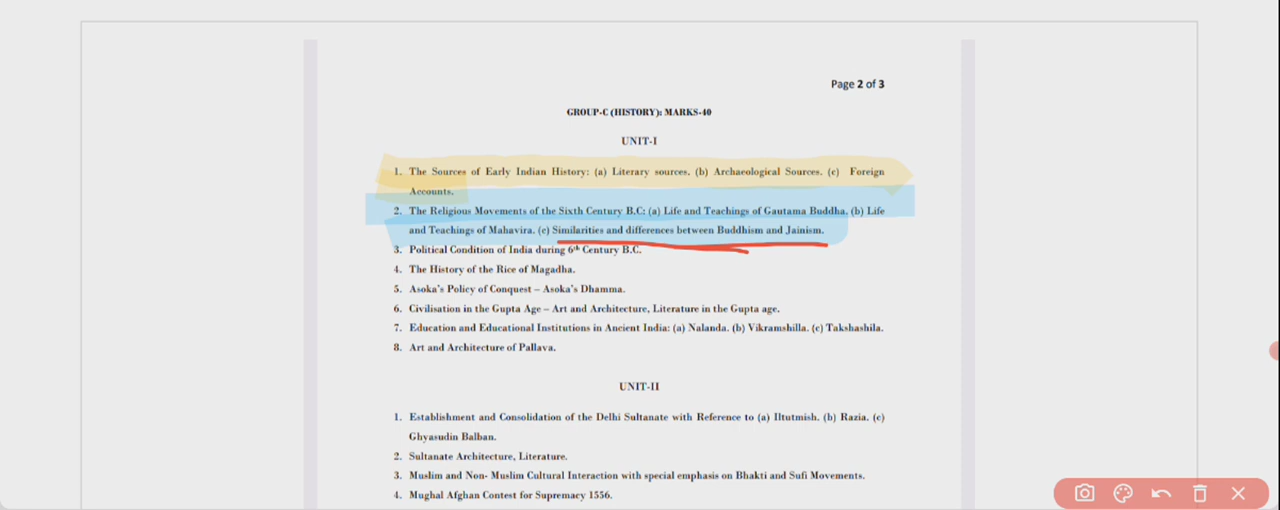 Page 2 of 3
GROUP-C (HISTORY): MARKS-40
UNIT-I
1. The Sources of Early Indian History: (a) Literary sources. (b) Archaeological Sources. (c) Foreign
Accounts.
2. The Religious Movements of the Sixth Century B.C: (a) Life and Teachings of Gautama Buddha. (b) Life
and Teachings of Mahavira. (c) Similarities and differences between Buddhism and Jainism.
3. Political Condition of India during 6th Century B.C.
4. The History of the Rice of Magadha.
5. Asoka's Policy of Conquest – Asoka's Dhamma.
6. Civilisation in the Gupta Age – Art and Architecture, Literature in the Gupta age.
7. Education and Educational Institutions in Ancient India: (a) Nalanda. (b) Vikramshilla. (c) Takshashila.
8. Art and Architecture of Pallava.
UNIT-II
1. Establishment and Consolidation of the Delhi Sultanate with Reference to (a) Iltutmish. (b) Razia. (c)
Ghyasudin Balban.
2. Sultanate Architecture, Literature.
3. Muslim and Non- Muslim Cultural Interaction with special emphasis on Bhakti and Sufi Movements.
4. Mughal Afghan Contest for Supremacy 1556.